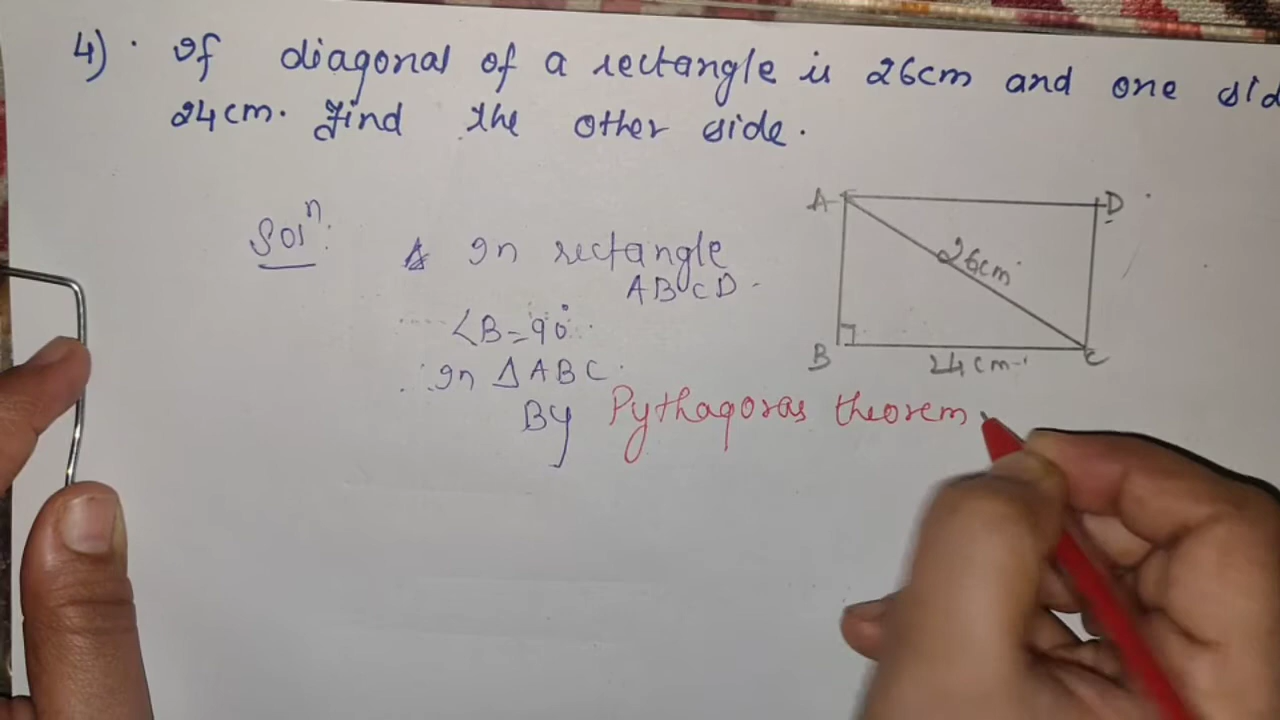 4). If diagonal of a rectangle is 26cm and one sid
24cm. Find the other side.
Solⁿ:
In rectangle
ABCD.
∠B=90°
∴ In △ABC.
By Pythagoras theorem
A
D
26cm
B
24cm
C